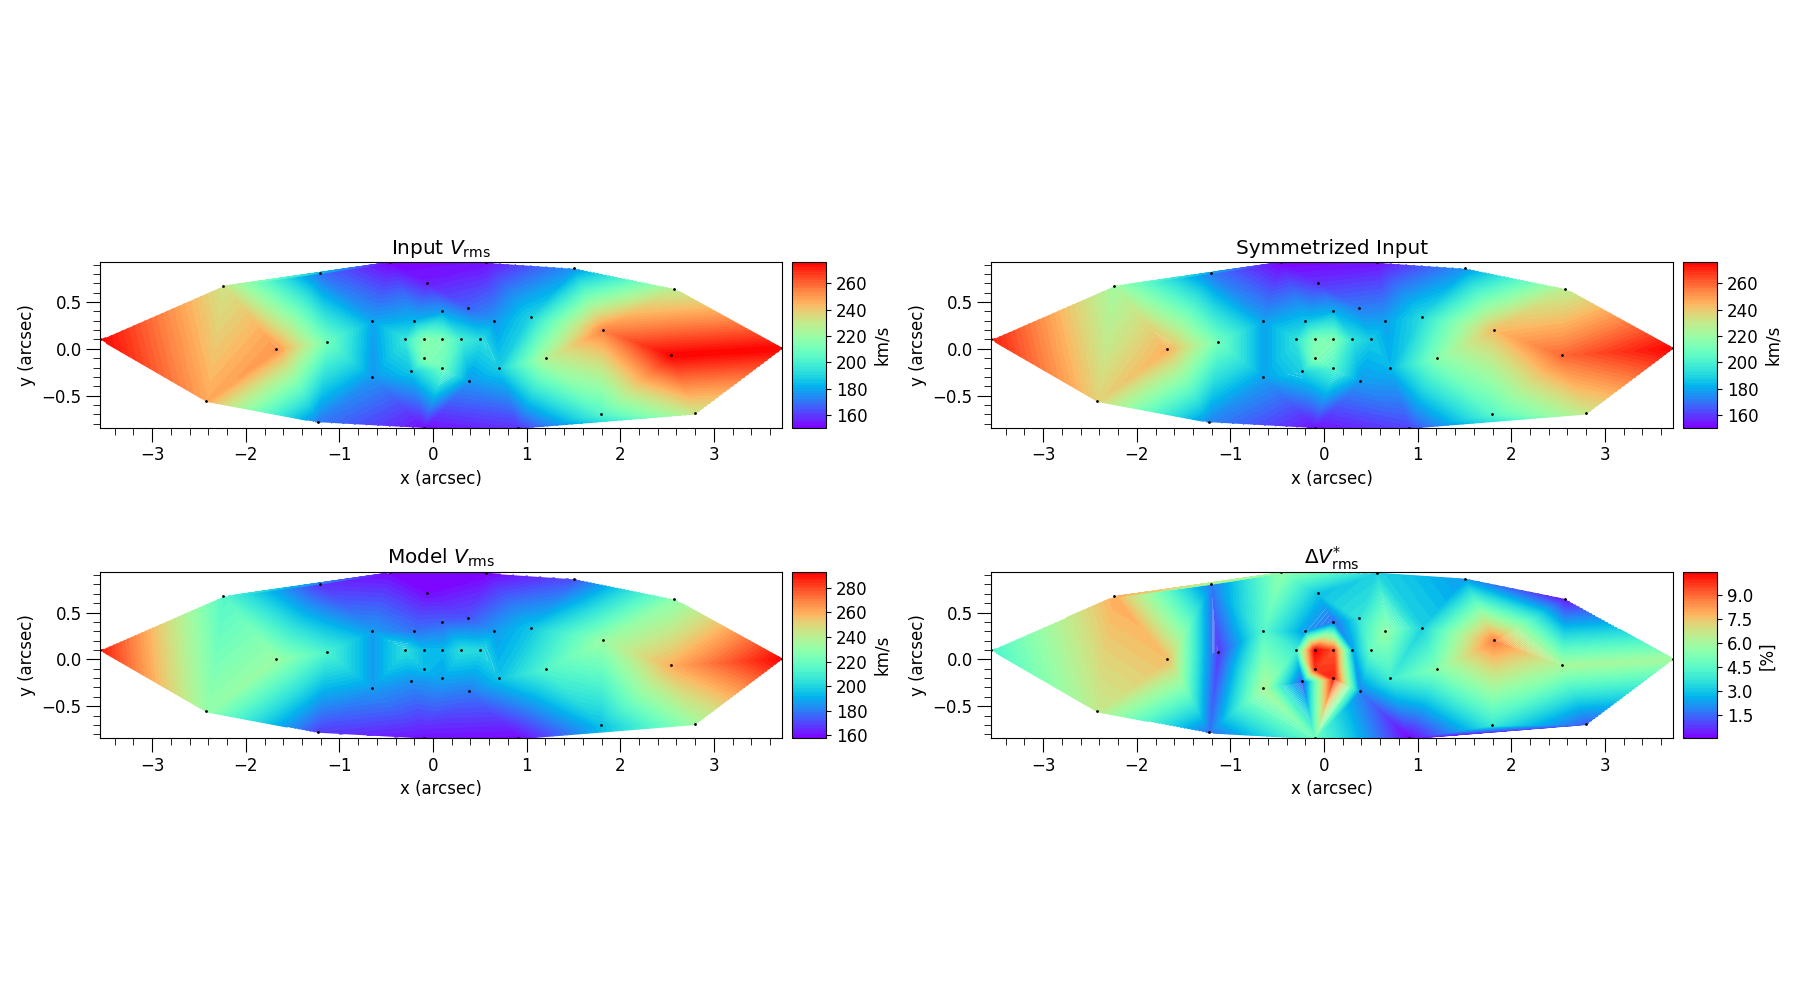 Input V_rms
Symmetrized Input
y (arcsec)
0.5
0.0
−0.5
260
240
220
200
180
160
km/s
−3 −2 −1 0 1 2 3
x (arcsec)
y (arcsec)
0.5
0.0
−0.5
260
240
220
200
180
160
km/s
−3 −2 −1 0 1 2 3
x (arcsec)
Model V_rms
ΔV*_rms
y (arcsec)
0.5
0.0
−0.5
280
260
240
220
200
180
160
km/s
−3 −2 −1 0 1 2 3
x (arcsec)
y (arcsec)
0.5
0.0
−0.5
9.0
7.5
6.0
4.5
3.0
1.5
[%]
−3 −2 −1 0 1 2 3
x (arcsec)